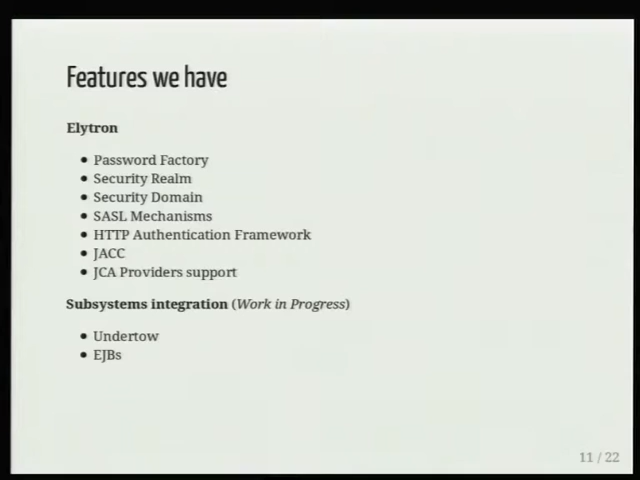 Features we have
Elytron
• Password Factory
• Security Realm
• Security Domain
• SASL Mechanisms
• HTTP Authentication Framework
• JACC
• JCA Providers support
Subsystems integration (Work in Progress)
• Undertow
• EJBs
11 / 22